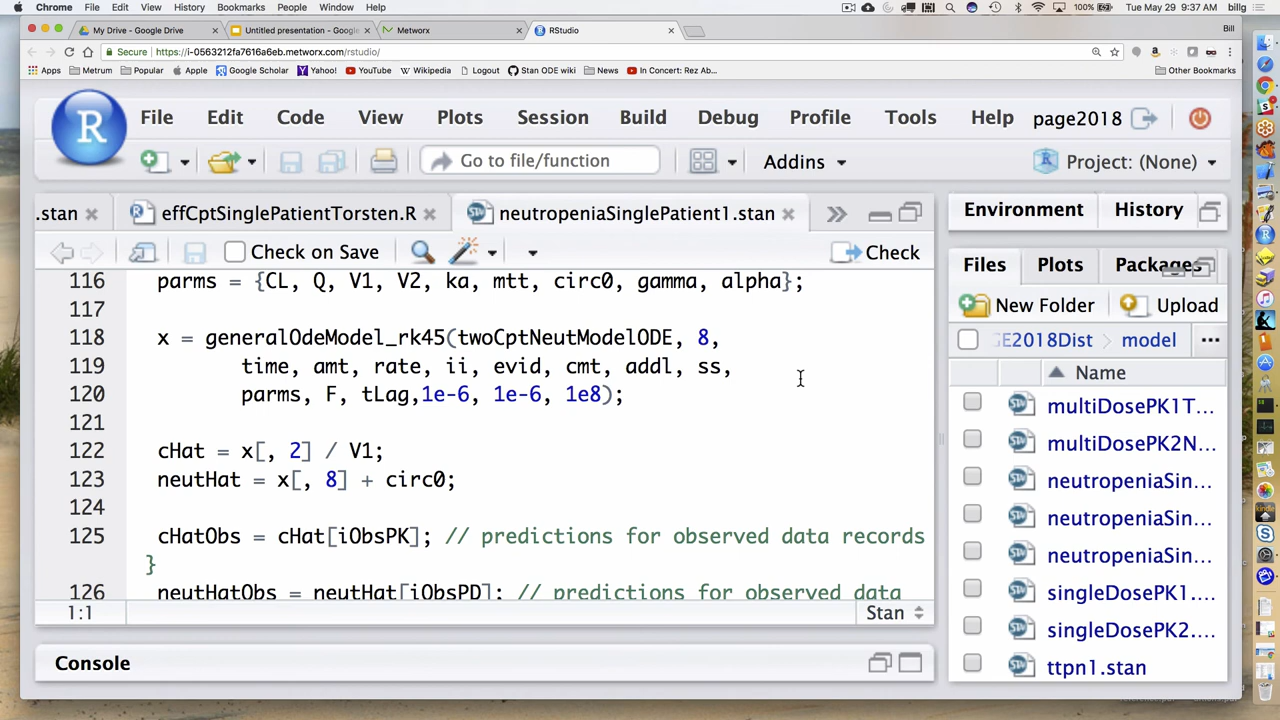 Chrome File Edit View History Bookmarks People Window Help 100% Tue May 29 9:37 AM billg
My Drive - Google Drive × Untitled presentation - Google × Metworx × RStudio × Bill
Secure https://i-0563212fa7616a6eb.metworx.com/rstudio/
Apps Metrum Popular Apple Google Scholar Yahoo! YouTube Wikipedia Logout Stan ODE wiki News In Concert: Rez Ab... Other Bookmarks
R File Edit Code View Plots Session Build Debug Profile Tools Help page2018
Go to file/function Addins Project: (None)
.stan × effCptSinglePatientTorsten.R × neutropeniaSinglePatient1.stan ×
Check on Save Check
116 parms = {CL, Q, V1, V2, ka, mtt, circ0, gamma, alpha};
117
118 x = generalOdeModel_rk45(twoCptNeutModelODE, 8,
119 time, amt, rate, ii, evid, cmt, addl, ss,
120 parms, F, tLag,1e-6, 1e-6, 1e8);
121
122 cHat = x[, 2] / V1;
123 neutHat = x[, 8] + circ0;
124
125 cHatObs = cHat[iObsPK]; // predictions for observed data records
}
126 neutHatObs = neutHat[iObsPD]; // predictions for observed data
1:1 Stan
Console
Environment History
Files Plots Packages
New Folder Upload
GE2018Dist model ...
Name
multiDosePK1T...
multiDosePK2N...
neutropeniaSin...
neutropeniaSin...
neutropeniaSin...
singleDosePK1....
singleDosePK2....
ttpn1.stan